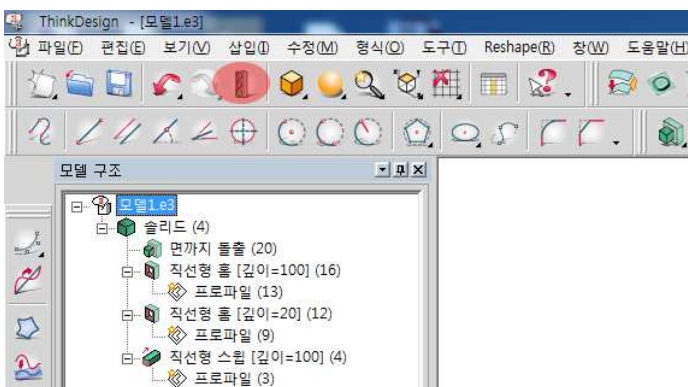 ThinkDesign - [모델1.e3]
파일(F) 편집(E) 보기(V) 삽입(I) 수정(M) 형식(O) 도구(T) Reshape(R) 창(W) 도움말(H)
모델 구조
모델1.e3
솔리드 (4)
면까지 돌출 (20)
직선형 홈 [깊이=100] (16)
프로파일 (13)
직선형 홈 [깊이=20] (12)
프로파일 (9)
직선형 스윕 [깊이=100] (4)
프로파일 (3)